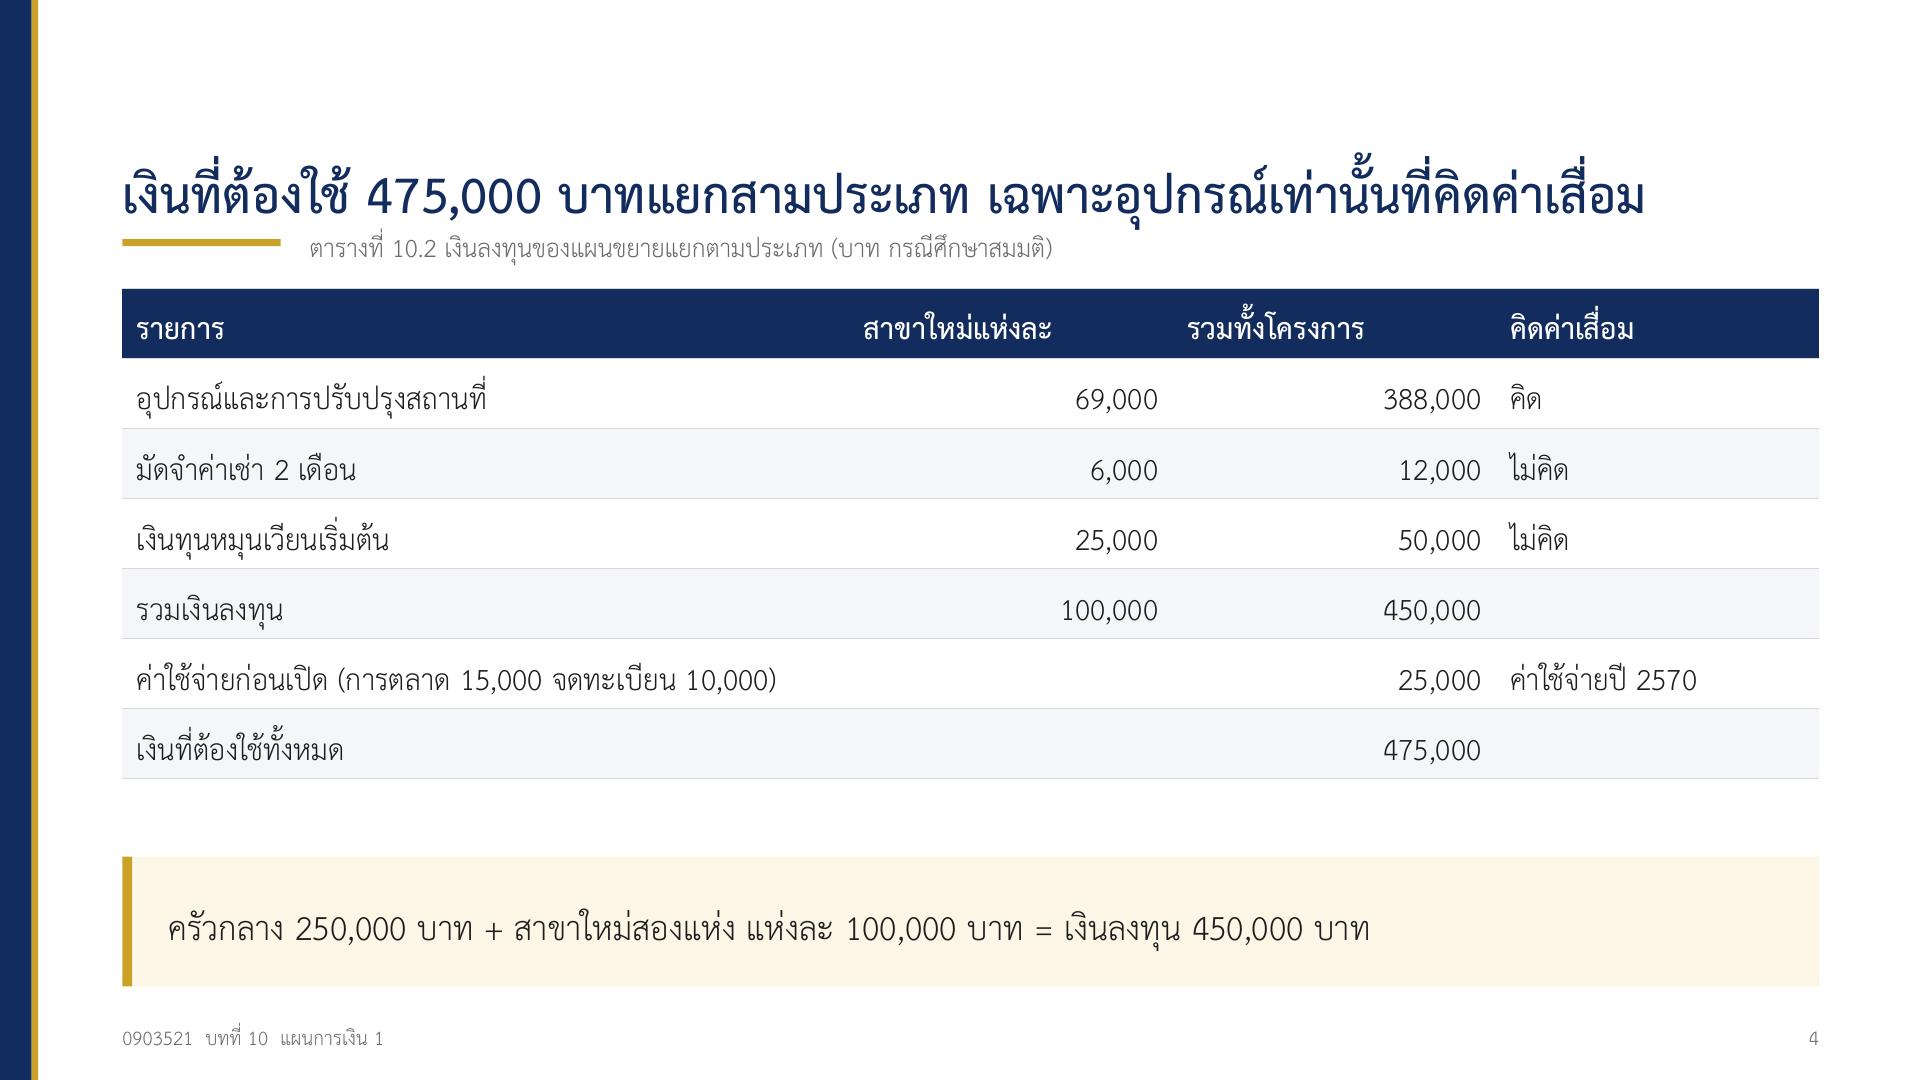 เงินที่ต้องใช้ 475,000 บาทแยกสามประเภท เฉพาะอุปกรณ์เท่านั้นที่คิดค่าเสื่อม
ตารางที่ 10.2 เงินลงทุนของแผนขยายแยกตามประเภท (บาท กรณีศึกษาสมมติ)
รายการ สาขาใหม่แห่งละ รวมทั้งโครงการ คิดค่าเสื่อม
อุปกรณ์และการปรับปรุงสถานที่ 69,000 388,000 คิด
มัดจำค่าเช่า 2 เดือน 6,000 12,000 ไม่คิด
เงินทุนหมุนเวียนเริ่มต้น 25,000 50,000 ไม่คิด
รวมเงินลงทุน 100,000 450,000
ค่าใช้จ่ายก่อนเปิด (การตลาด 15,000 จดทะเบียน 10,000) 25,000 ค่าใช้จ่ายปี 2570
เงินที่ต้องใช้ทั้งหมด 475,000
ครัวกลาง 250,000 บาท + สาขาใหม่สองแห่ง แห่งละ 100,000 บาท = เงินลงทุน 450,000 บาท
0903521 บทที่ 10 แผนการเงิน 1 4